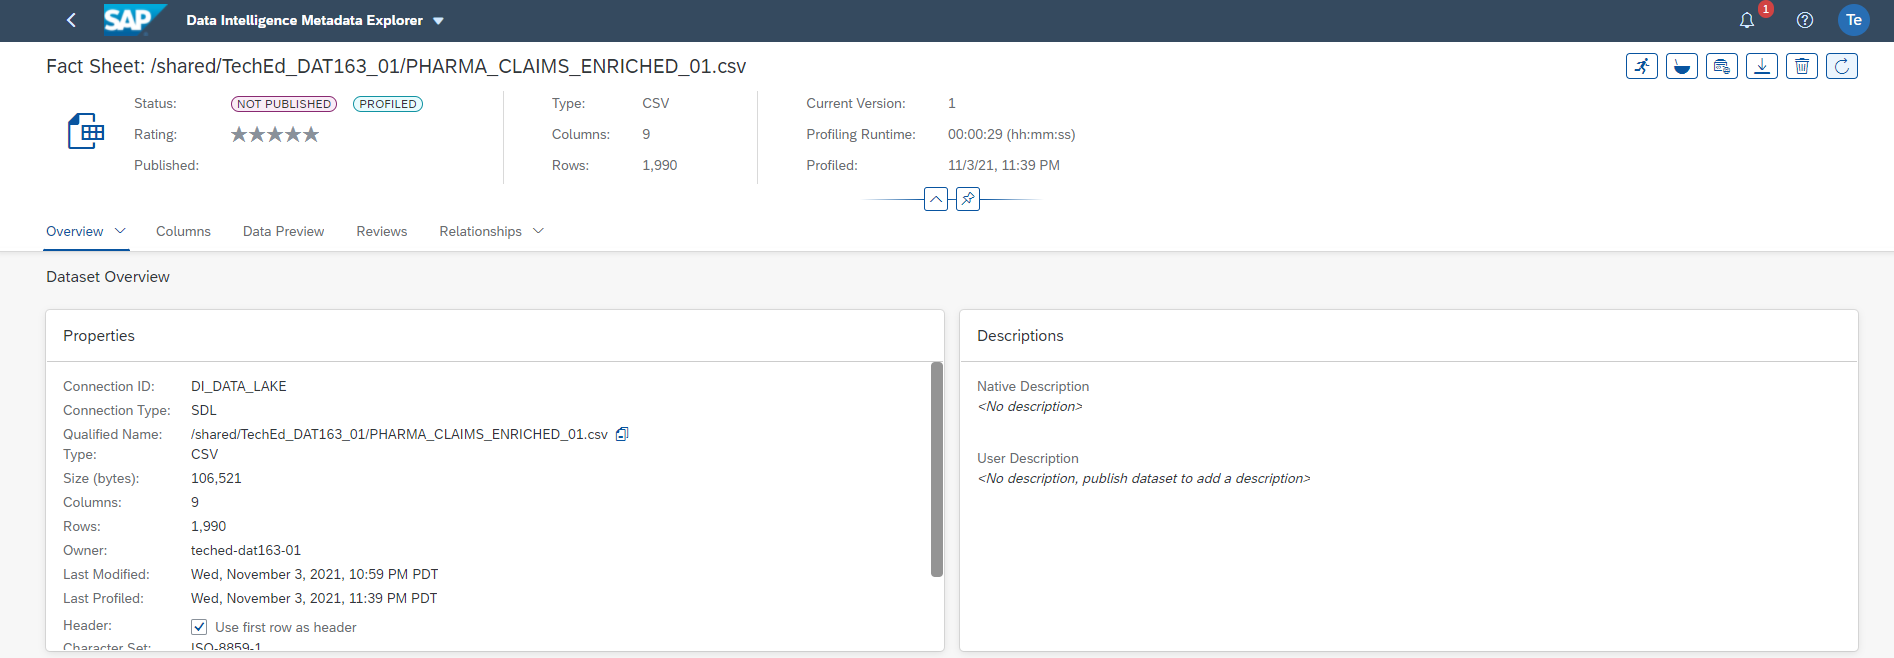 SAP Data Intelligence Metadata Explorer 1 Te
Fact Sheet: /shared/TechEd_DAT163_01/PHARMA_CLAIMS_ENRICHED_01.csv
Status: NOT PUBLISHED PROFILED Type: CSV Current Version: 1
Rating: Columns: 9 Profiling Runtime: 00:00:29 (hh:mm:ss)
Published: Rows: 1,990 Profiled: 11/3/21, 11:39 PM
Overview Columns Data Preview Reviews Relationships
Dataset Overview
Properties
Connection ID: DI_DATA_LAKE
Connection Type: SDL
Qualified Name: /shared/TechEd_DAT163_01/PHARMA_CLAIMS_ENRICHED_01.csv
Type: CSV
Size (bytes): 106,521
Columns: 9
Rows: 1,990
Owner: teched-dat163-01
Last Modified: Wed, November 3, 2021, 10:59 PM PDT
Last Profiled: Wed, November 3, 2021, 11:39 PM PDT
Header: Use first row as header
Character Set: ISO-8859-1
Descriptions
Native Description
<No description>
User Description
<No description, publish dataset to add a description>